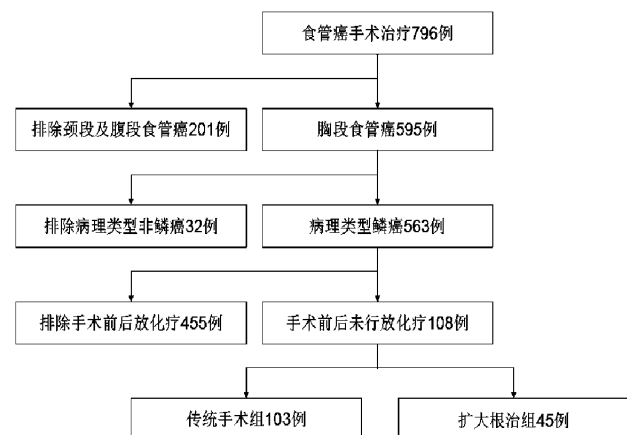 食管癌手术治疗796例
排除颈段及腹段食管癌201例
胸段食管癌595例
排除病理类型非鳞癌32例
病理类型鳞癌563例
排除手术前后放化疗455例
手术前后未行放化疗108例
传统手术组103例
扩大根治组45例